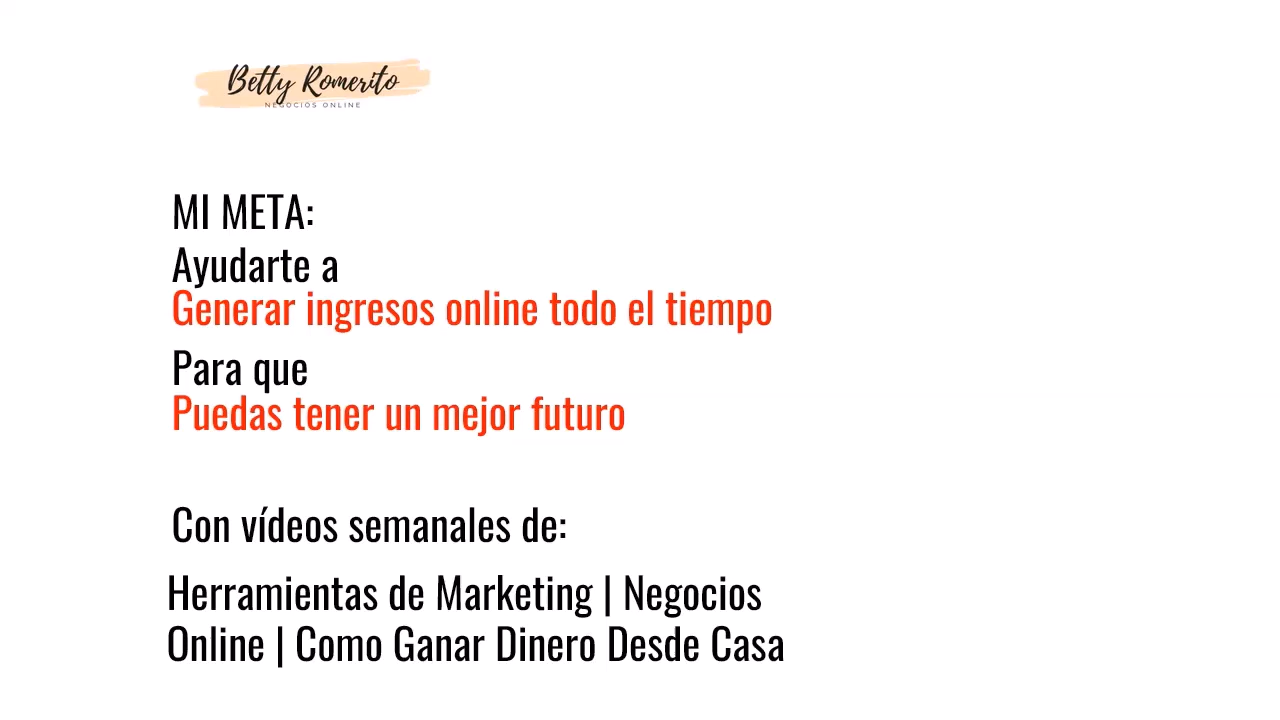 Betty Romerito
NEGOCIOS ONLINE
MI META:
Ayudarte a
Generar ingresos online todo el tiempo
Para que
Puedas tener un mejor futuro
Con vídeos semanales de:
Herramientas de Marketing | Negocios
Online | Como Ganar Dinero Desde Casa